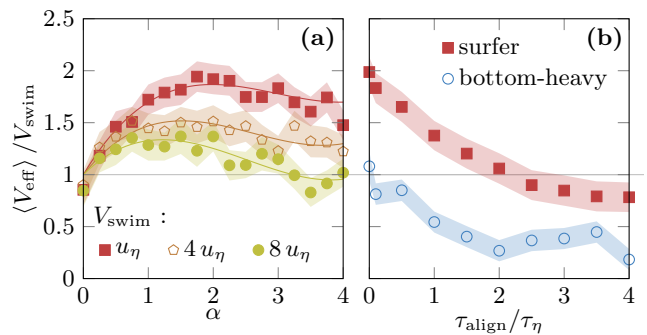 (a)
(b)
surfer
bottom-heavy
⟨V_eff⟩ / V_swim
2.5
2
1.5
1
0.5
0
V_swim :
u_η
4 u_η
8 u_η
0 1 2 3 4
α
0 1 2 3 4
τ_align/τ_η